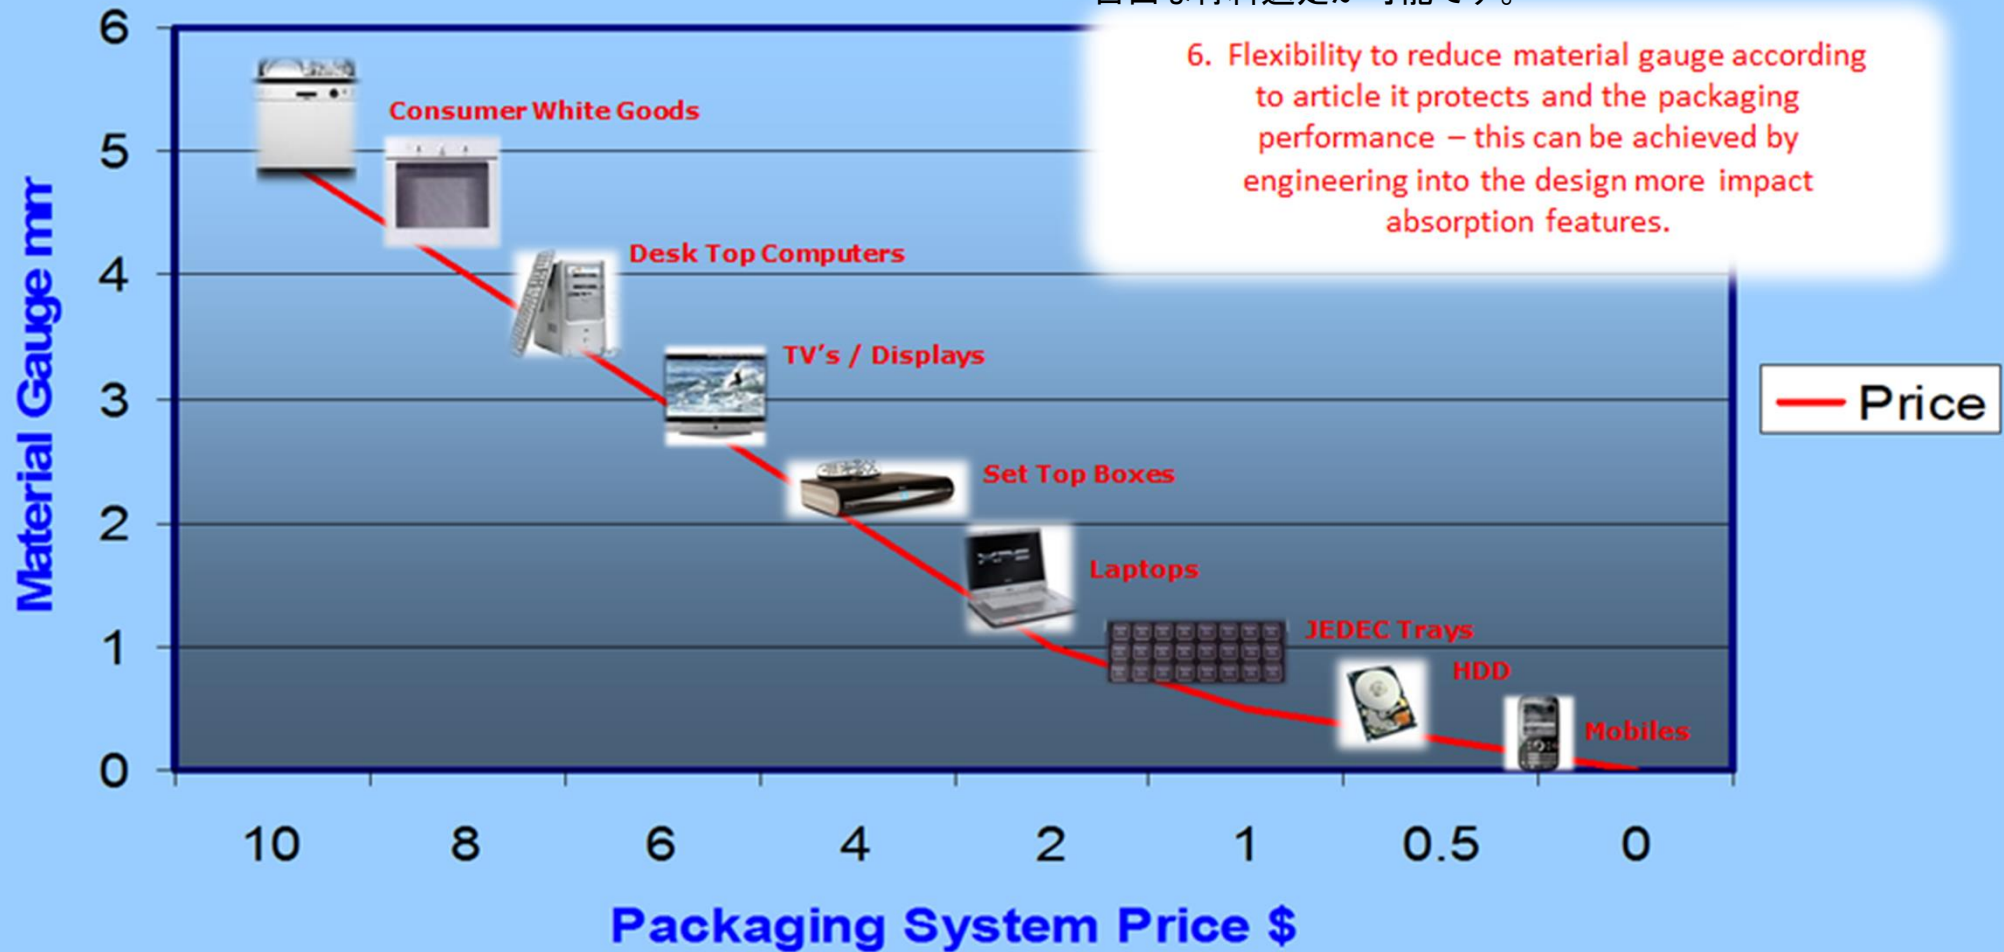 6. Flexibility to reduce material gauge according
to article it protects and the packaging
performance – this can be achieved by
engineering into the design more impact
absorption features.
6
5
4
3
2
1
0
Material Gauge mm
Consumer White Goods
Desk Top Computers
TV's / Displays
Set Top Boxes
Laptops
JEDEC Trays
HDD
Mobiles
Price
10 8 6 4 2 1 0.5 0
Packaging System Price $